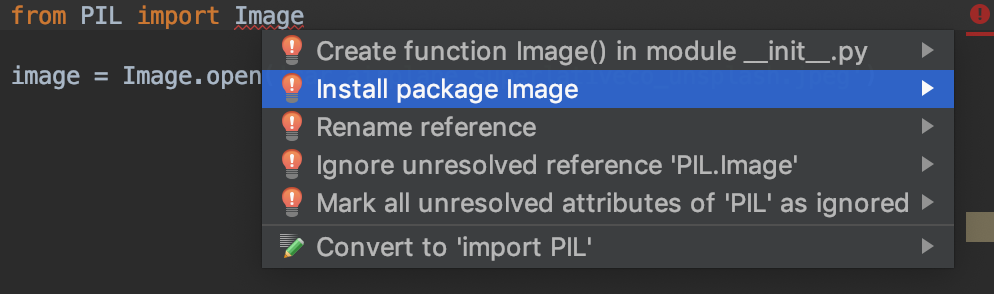 from PIL import Image
Create function Image() in module __init__.py
image = Image.open
Install package Image
Rename reference
Ignore unresolved reference 'PIL.Image'
Mark all unresolved attributes of 'PIL' as ignored
Convert to 'import PIL'